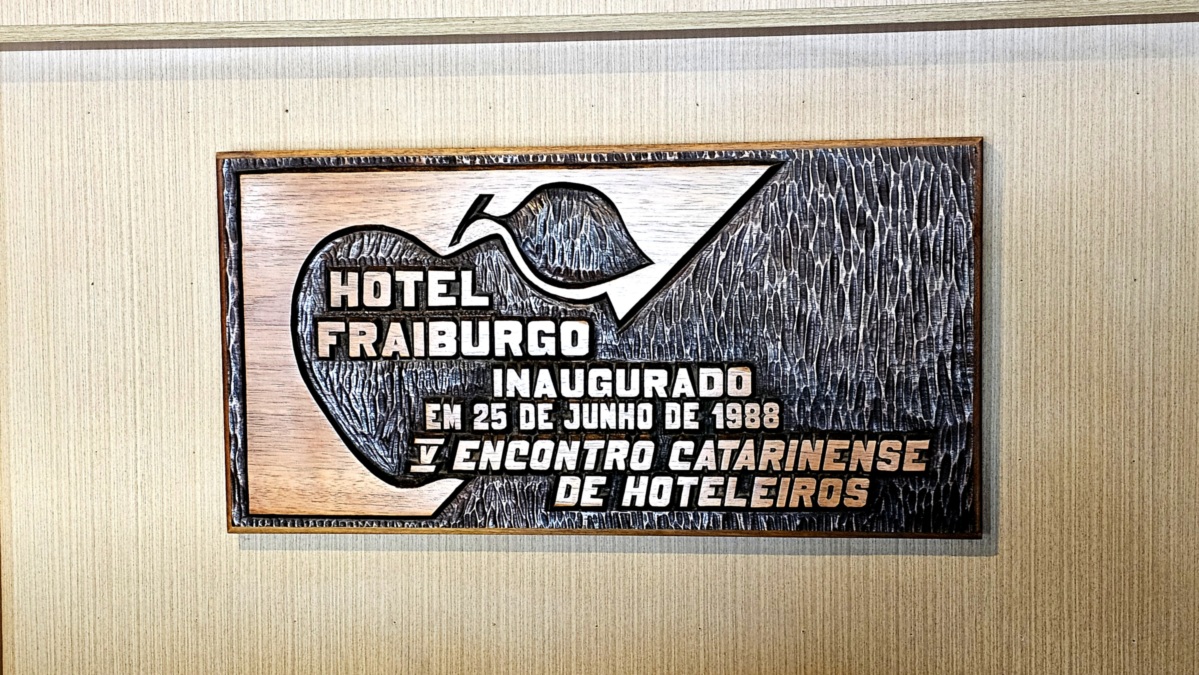 HOTEL
FRAIBURGO
INAUGURADO
EM 25 DE JUNHO DE 1988
V ENCONTRO CATARINENSE
DE HOTELEIROS